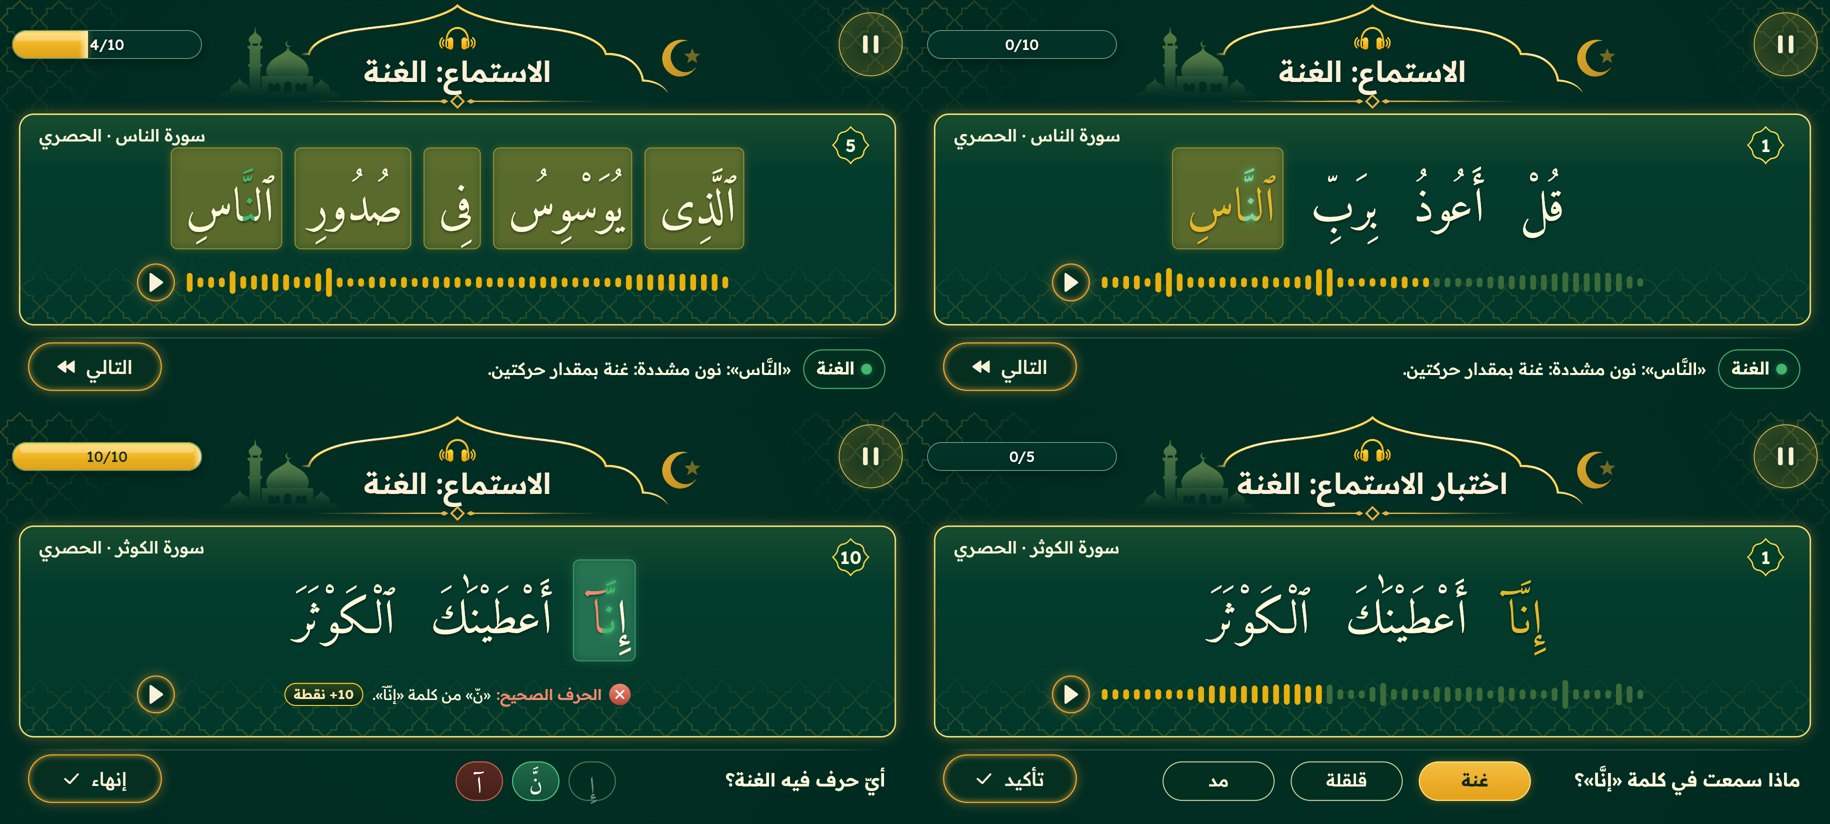 0/10
الاستماع: الغنة
سورة الناس · الحصري
1
قُلْ أَعُوذُ بِرَبِّ ٱلنَّاسِ
الغنة
«النَّاس»: نون مشددة: غنة بمقدار حركتين.
التالي
4/10
الاستماع: الغنة
سورة الناس · الحصري
5
ٱلَّذِى يُوَسْوِسُ فِى صُدُورِ ٱلنَّاسِ
الغنة
«النَّاس»: نون مشددة: غنة بمقدار حركتين.
التالي
0/5
اختبار الاستماع: الغنة
سورة الكوثر · الحصري
1
إِنَّآ أَعْطَيْنَٰكَ ٱلْكَوْثَرَ
ماذا سمعت في كلمة «إنَّا»؟
غنة
قلقلة
مد
تأكيد
10/10
الاستماع: الغنة
سورة الكوثر · الحصري
10
إِنَّآ أَعْطَيْنَٰكَ ٱلْكَوْثَرَ
الحرف الصحيح: «نّ» من كلمة «إنّآ».
+10 نقطة
أيّ حرف فيه الغنة؟
إِ
نَّ
آ
إنهاء